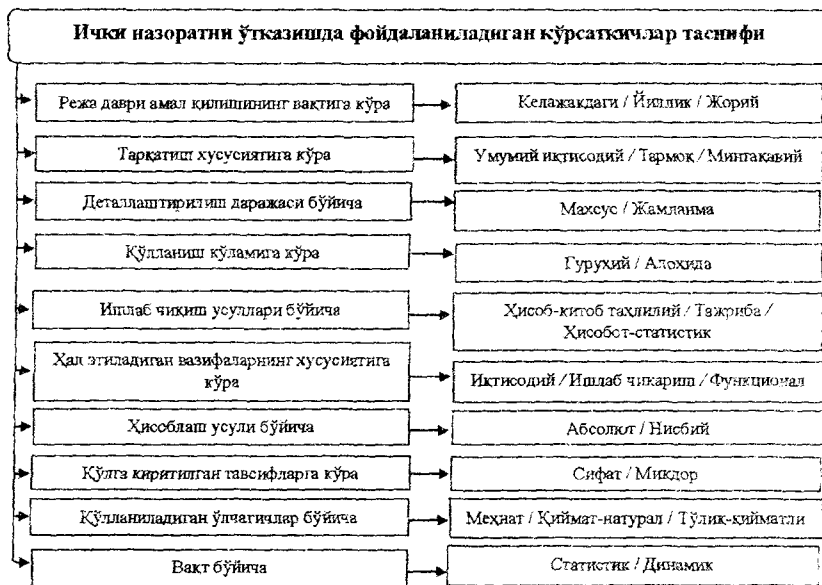 Ички назоратни ўтказишда фойдаланиладиган кўрсаткичлар таснифи
Режа даври амал қилишининг вақтига кўра
Келажакдаги / Йиллик / Жорий
Тарқатиш хусусиятига кўра
Умумий иқтисодий / Тармоқ / Минтақавий
Деталлаштирилиш даражаси бўйича
Махсус / Жамланма
Қўлланиш кўламига кўра
Гуруҳий / Алоҳида
Ишлаб чиқиш усуллари бўйича
Ҳисоб-китоб таҳлилий / Тажриба /
Ҳисобот-статистик
Ҳал этиладиган вазифаларнинг хусусиятига
кўра
Иқтисодий / Ишлаб чиқариш / Функционал
Ҳисоблаш усули бўйича
Абсолют / Нисбий
Қўлга киритилган тавсифларга кўра
Сифат / Миқдор
Қўлланиладиган ўлчагичлар бўйича
Меҳнат / Қиймат-натурал / Тўлиқ-қийматли
Вақт бўйича
Статистик / Динамик